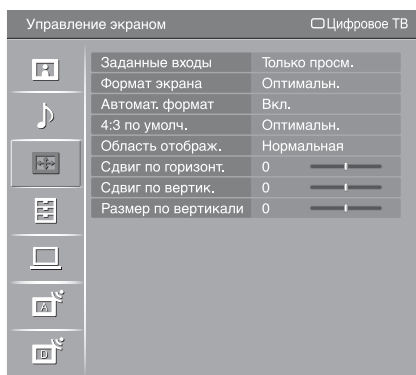 Управление экраном Цифровое ТВ
Заданные входы Только просм.
Формат экрана Оптимальн.
Автомат. формат Вкл.
4:3 по умолч. Оптимальн.
Область отображ. Нормальная
Сдвиг по горизонт. 0
Сдвиг по вертик. 0
Размер по вертикали 0
A
D